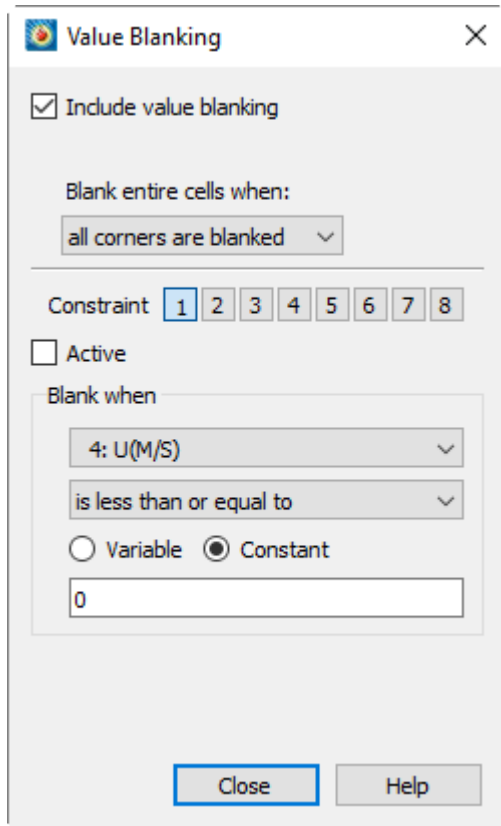 Value Blanking
Include value blanking
Blank entire cells when:
all corners are blanked
Constraint 1 2 3 4 5 6 7 8
Active
Blank when
4: U(M/S)
is less than or equal to
Variable Constant
0
Close Help